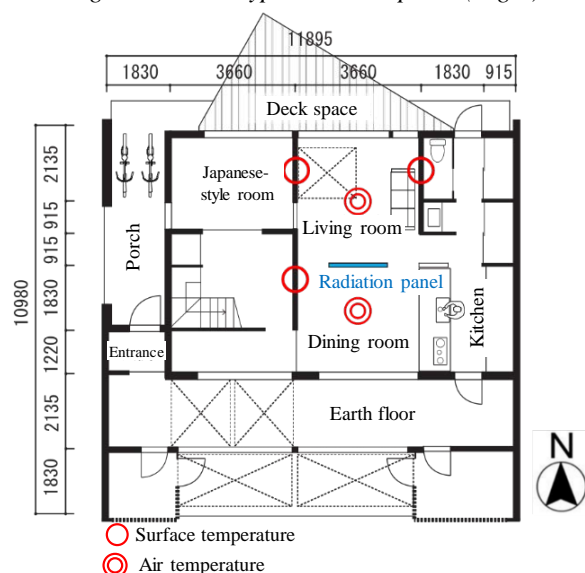 11895
1830 3660 3660 1830 915
Deck space
2135
915
915
1830
1220
2135
1830
10980
Japanese-
style room
Living room
Porch
Radiation panel
Kitchen
Dining room
Entrance
Earth floor
N
Surface temperature
Air temperature